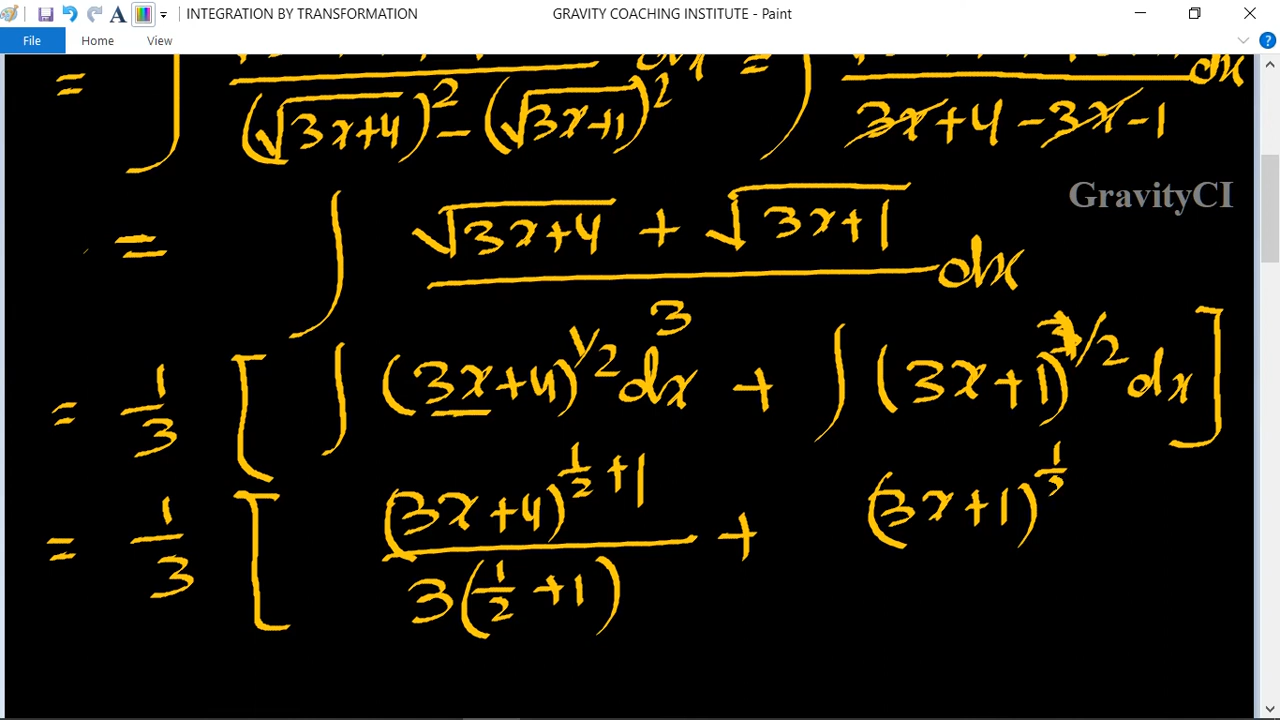 INTEGRATION BY TRANSFORMATION GRAVITY COACHING INSTITUTE - Paint
File Home View
= ∫ / (√3x+4)² - (√3x+1)² dx = ∫ / 3x+4-3x-1 dx
GravityCI
= ∫ √3x+4 + √3x+1 / 3 dx
= 1/3 [ ∫ (3x+4)^1/2 dx + ∫ (3x+1)^1/2 dx ]
= 1/3 [ (3x+4)^1/2+1 / 3(1/2+1) + (3x+1)^1/